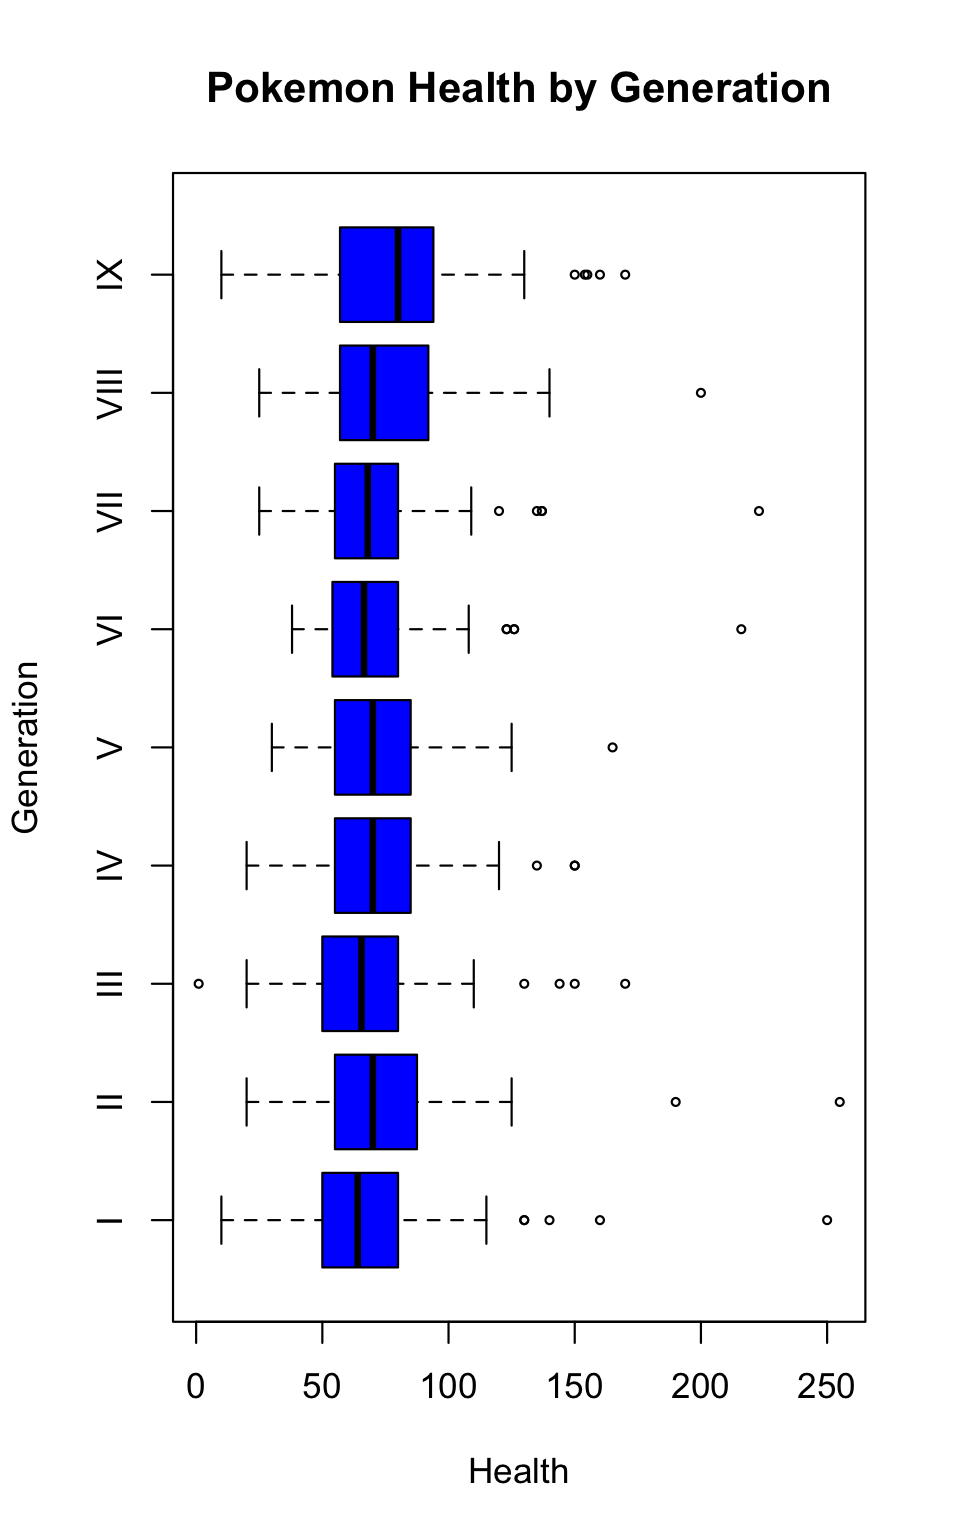 Pokemon Health by Generation
Generation
IX
VIII
VII
VI
V
IV
III
II
I
0 50 100 150 200 250
Health